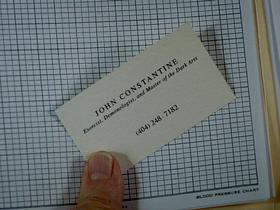 JOHN CONSTANTINE
Exorcist, Demonologist, and Master of the Dark Arts
(404) 248-7182
BLOOD PRESSURE CHART